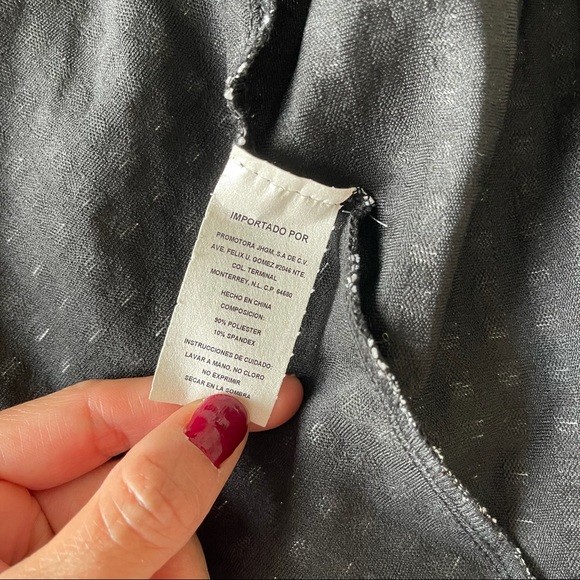 IMPORTADO POR
PROMOTORA JHGM, S.A DE C.V
AVE. FELIX U. GOMEZ #2046 NTE.
COL. TERMINAL
MONTERREY, N.L. C.P. 64580
HECHO EN CHINA
COMPOSICIÓN:
90% POLIESTER
10% SPANDEX
INSTRUCCIONES DE CUIDADO:
LAVAR A MANO, NO CLORO
NO EXPRIMIR
SECAR EN LA SOMBRA